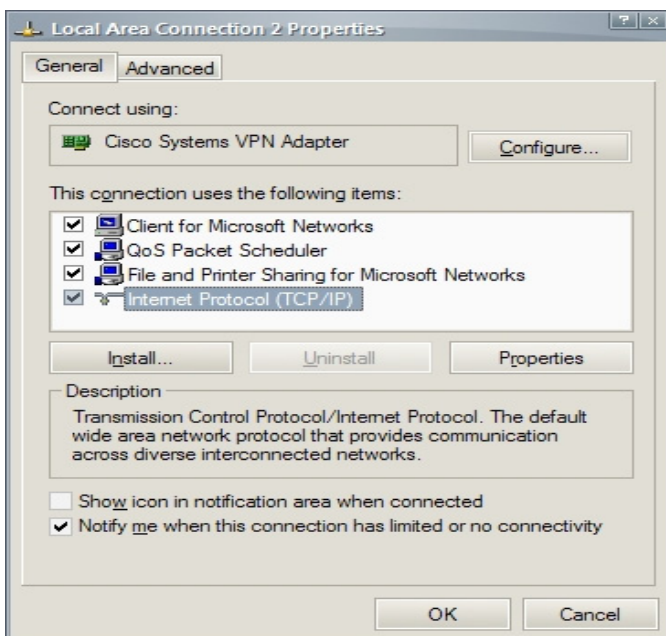 Local Area Connection 2 Properties
General
Advanced
Connect using:
Cisco Systems VPN Adapter
Configure...
This connection uses the following items:
Client for Microsoft Networks
QoS Packet Scheduler
File and Printer Sharing for Microsoft Networks
Internet Protocol (TCP/IP)
Install...
Uninstall
Properties
Description
Transmission Control Protocol/Internet Protocol. The default
wide area network protocol that provides communication
across diverse interconnected networks.
Show icon in notification area when connected
Notify me when this connection has limited or no connectivity
OK
Cancel